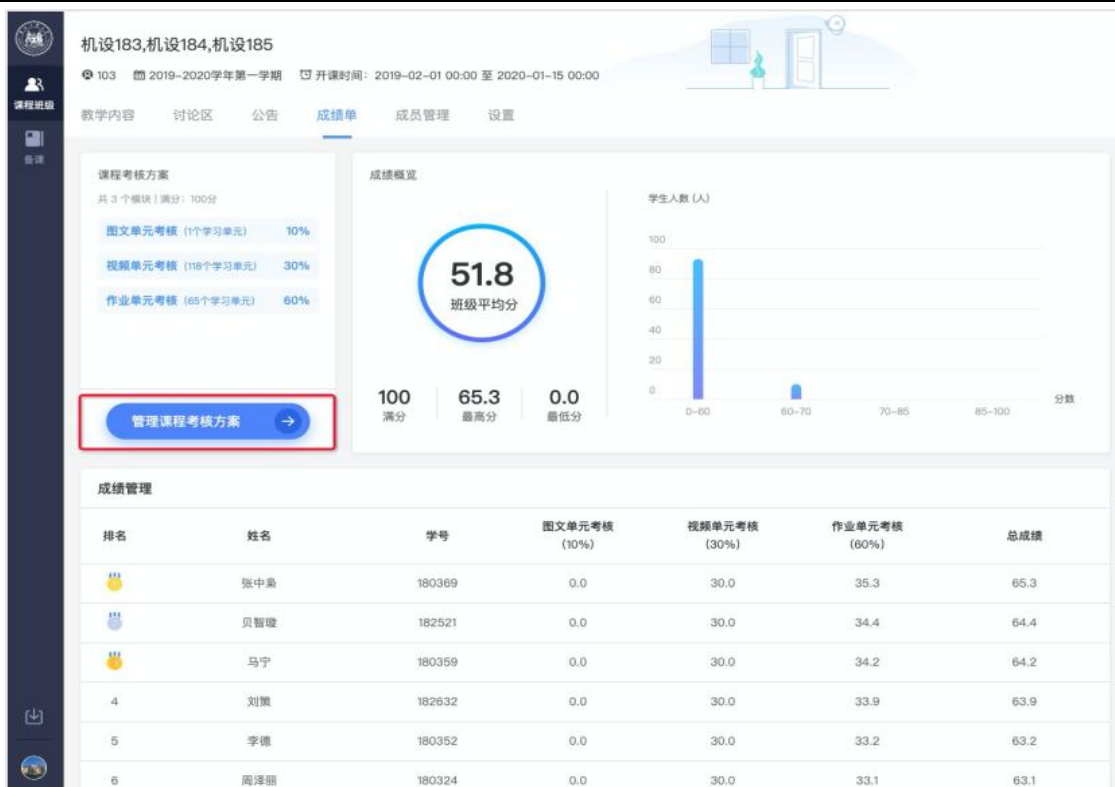 机设183,机设184,机设185
103 2019-2020学年第一学期 开课时间：2019-02-01 00:00 至 2020-01-15 00:00
课程班级
备课
教学内容 讨论区 公告 成绩单 成员管理 设置
课程考核方案
共 3 个模块 | 满分：100分
图文单元考核 (1个学习单元) 10%
视频单元考核 (118个学习单元) 30%
作业单元考核 (65个学习单元) 60%
管理课程考核方案
成绩概览
51.8
班级平均分
100 65.3 0.0
满分 最高分 最低分
学生人数 (人)
100
80
60
40
20
0
0-60 60-70 70-85 85-100 分数
成绩管理
排名 姓名 学号 图文单元考核 (10%) 视频单元考核 (30%) 作业单元考核 (60%) 总成绩
张中枭 180369 0.0 30.0 35.3 65.3
贝智璇 182521 0.0 30.0 34.4 64.4
马宁 180359 0.0 30.0 34.2 64.2
4 刘策 182632 0.0 30.0 33.9 63.9
5 李德 180352 0.0 30.0 33.2 63.2
6 周泽丽 180324 0.0 30.0 33.1 63.1